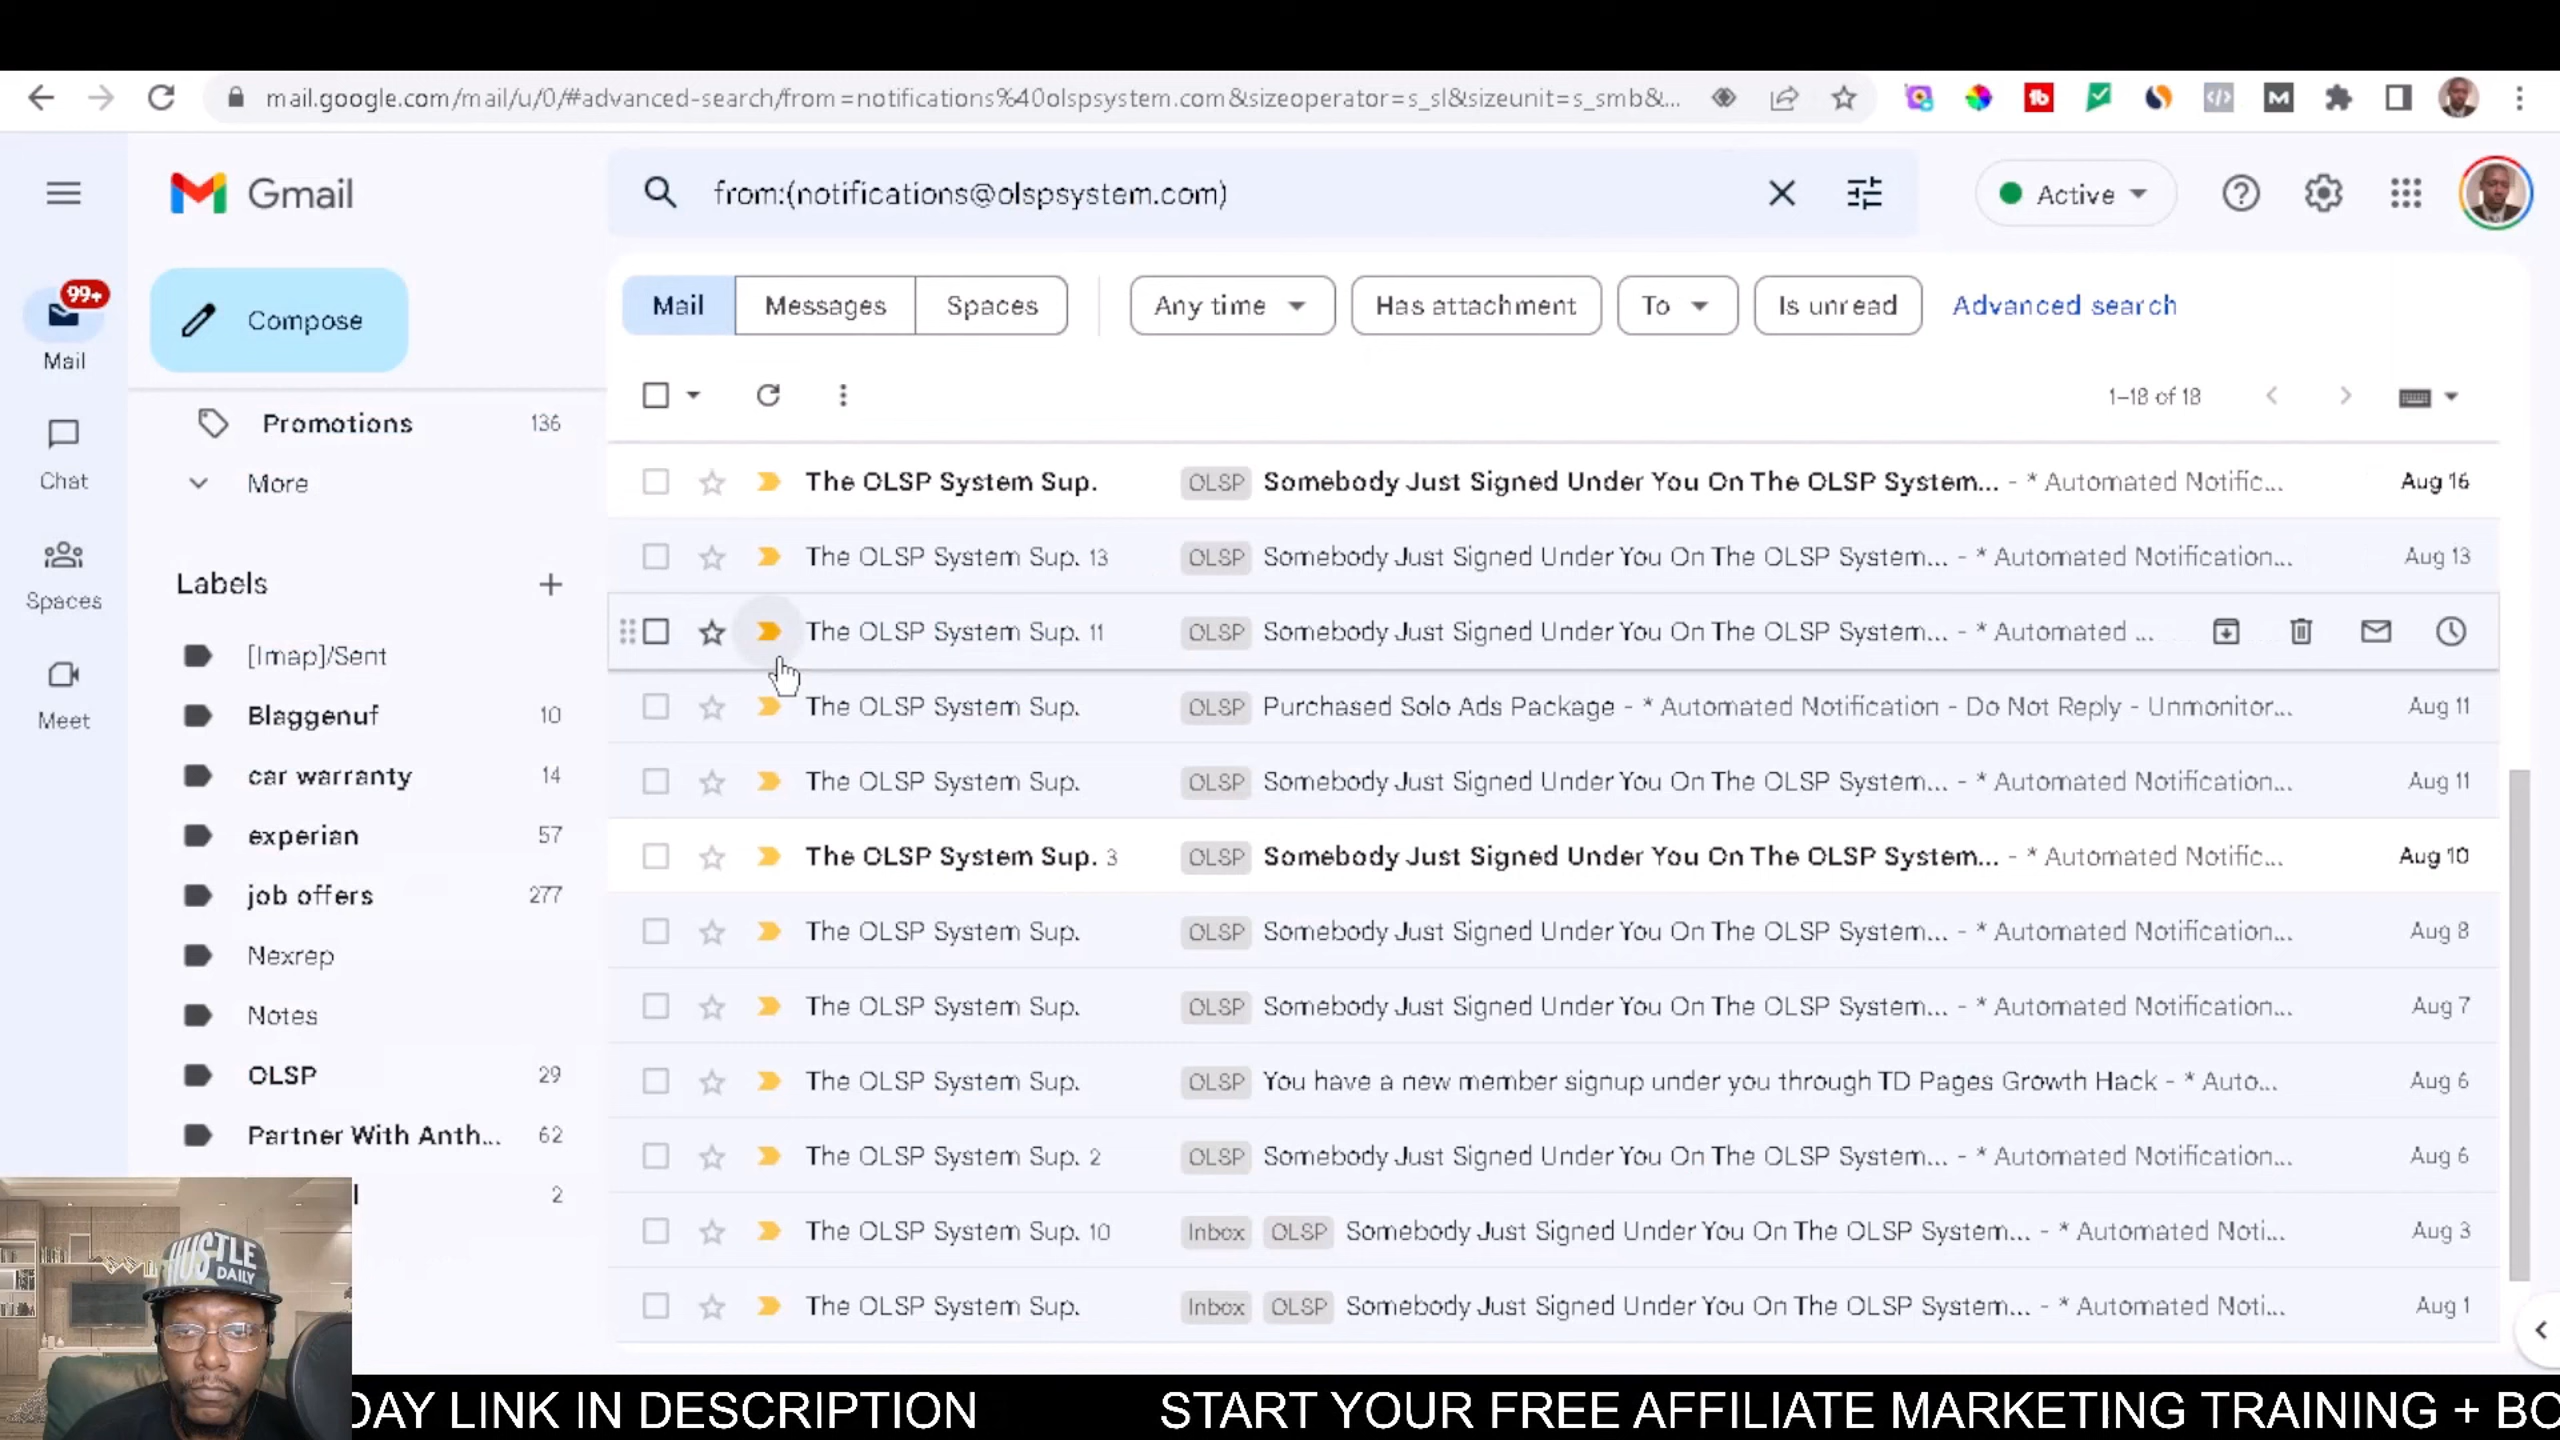 mail.google.com/mail/u/0/#advanced-search/from=notifications%40olspsystem.com&sizeoperator=s_sl&sizeunit=s_smb&...
Gmail
from:(notifications@olspsystem.com)
Active
99+
Mail
Compose
Mail
Messages
Spaces
Any time
Has attachment
To
Is unread
Advanced search
1–18 of 18
Promotions 136
More
Chat
Labels
Spaces
Meet
[Imap]/Sent
Blaggenuf 10
car warranty 14
experian 57
job offers 277
Nexrep
Notes
OLSP 29
Partner With Anth... 62
2
The OLSP System Sup. OLSP Somebody Just Signed Under You On The OLSP System... - * Automated Notific... Aug 16
The OLSP System Sup. 13 OLSP Somebody Just Signed Under You On The OLSP System... - * Automated Notification... Aug 13
The OLSP System Sup. 11 OLSP Somebody Just Signed Under You On The OLSP System... - * Automated ...
The OLSP System Sup. OLSP Purchased Solo Ads Package - * Automated Notification - Do Not Reply - Unmonitor... Aug 11
The OLSP System Sup. OLSP Somebody Just Signed Under You On The OLSP System... - * Automated Notification... Aug 11
The OLSP System Sup. 3 OLSP Somebody Just Signed Under You On The OLSP System... - * Automated Notific... Aug 10
The OLSP System Sup. OLSP Somebody Just Signed Under You On The OLSP System... - * Automated Notification... Aug 8
The OLSP System Sup. OLSP Somebody Just Signed Under You On The OLSP System... - * Automated Notification... Aug 7
The OLSP System Sup. OLSP You have a new member signup under you through TD Pages Growth Hack - * Auto... Aug 6
The OLSP System Sup. 2 OLSP Somebody Just Signed Under You On The OLSP System... - * Automated Notification... Aug 6
The OLSP System Sup. 10 Inbox OLSP Somebody Just Signed Under You On The OLSP System... - * Automated Noti... Aug 3
The OLSP System Sup. Inbox OLSP Somebody Just Signed Under You On The OLSP System... - * Automated Noti... Aug 1
HUSTLE
DAILY
DAY LINK IN DESCRIPTION START YOUR FREE AFFILIATE MARKETING TRAINING + BO